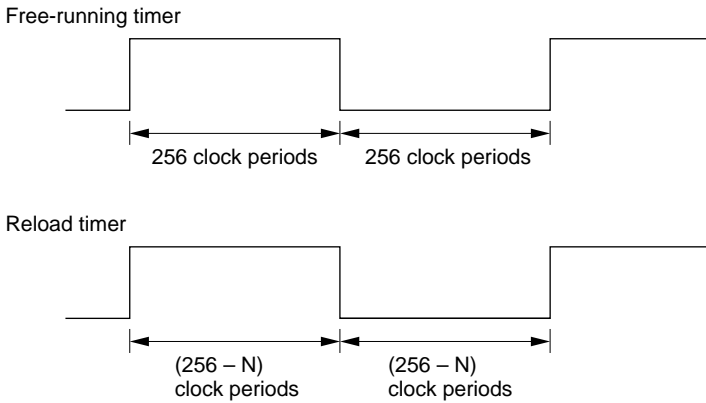 Free-running timer
256 clock periods 256 clock periods
Reload timer
(256 – N) (256 – N)
clock periods clock periods